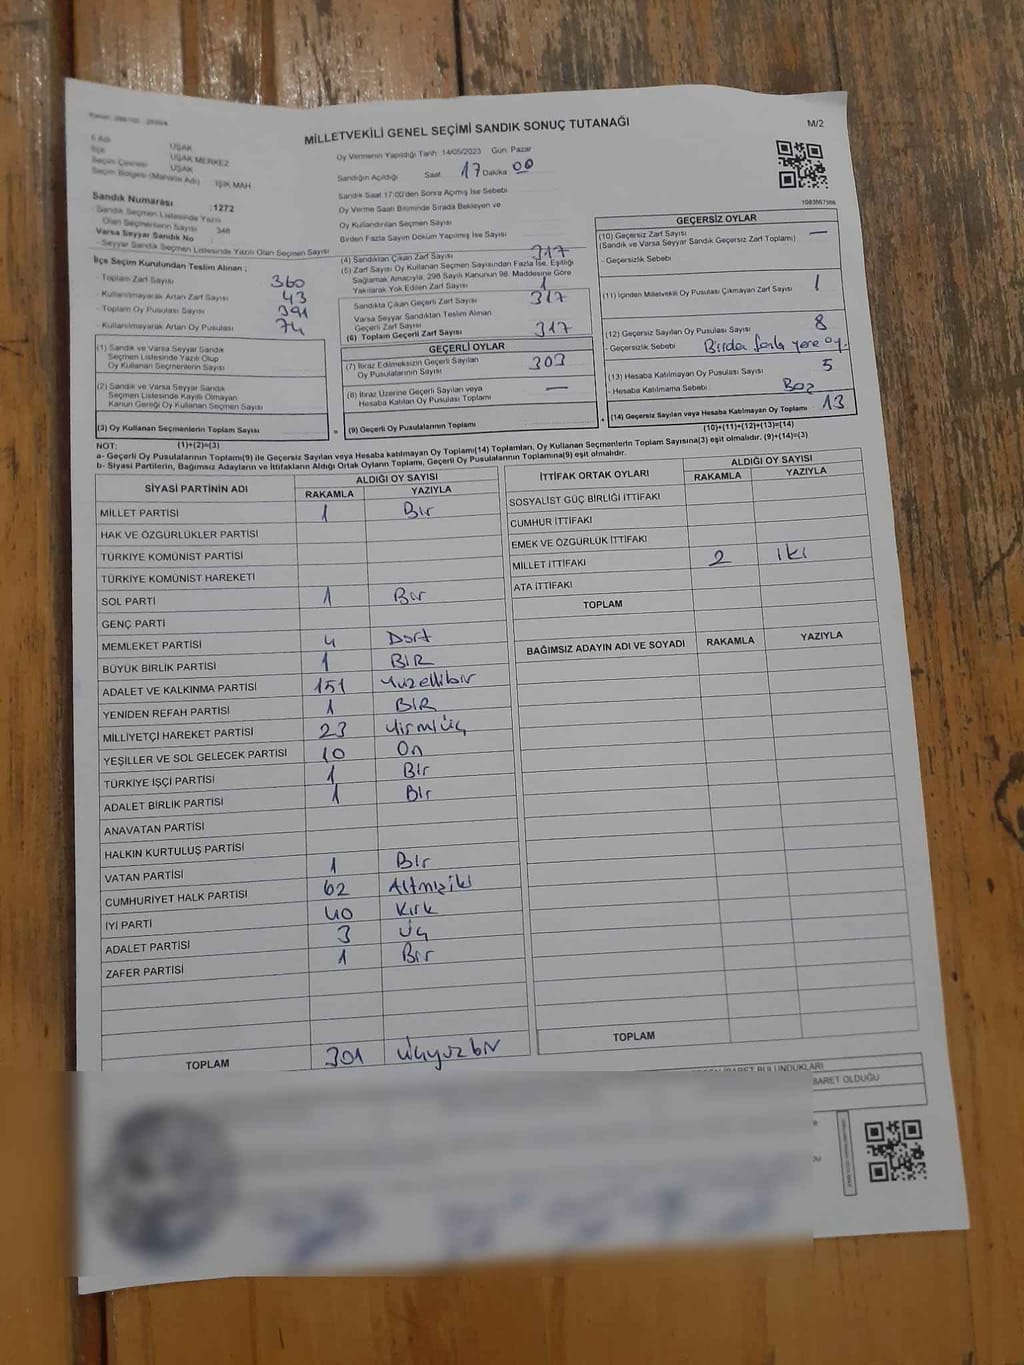 MİLLETVEKİLİ GENEL SEÇİMİ SANDIK SONUÇ TUTANAĞI
M/2
İl Adı UŞAK
İlçe UŞAK MERKEZ
Seçim Çevresi UŞAK
Seçim Bölgesi (Mahalle Adı) IŞIK MAH
Sandık Numarası :1272
Sandık Seçmen Listesinde Yazılı
Olan Seçmenlerin Sayısı 346
Varsa Seyyar Sandık No
Seyyar Sandık Seçmen Listesinde Yazılı Olan Seçmen Sayısı
İlçe Seçim Kurulundan Teslim Alınan ;
- Toplam Zarf Sayısı 360
- Kullanılmayarak Artan Zarf Sayısı 43
- Toplam Oy Pusulası Sayısı 391
- Kullanılmayarak Artan Oy Pusulası 74
(1) Sandık ve Varsa Seyyar Sandık
Seçmen Listesinde Yazılı Olup
Oy Kullanan Seçmenlerin Sayısı
(2) Sandık ve Varsa Seyyar Sandık
Seçmen Listesinde Kayıtlı Olmayan
Kanun Gereği Oy Kullanan Seçmen Sayısı
(3) Oy Kullanan Seçmenlerin Toplam Sayısı
Oy Vermenin Yapıldığı Tarih 14/05/2023 Gün Pazar
Sandığın Açıldığı Saat 17 Dakika 00
Sandık Saat 17:00'den Sonra Açımış İse Sebebi
Oy Verme Saati Bitiminde Sırada Bekleyen ve
Oy Kullandırılan Seçmen Sayısı
Birden Fazla Sayım Döküm Yapılmış İse Sayısı
(4) Sandıktan Çıkan Zarf Sayısı 317
(5) Zarf Sayısı Oy Kullanan Seçmen Sayısından Fazla İse, Eşitliği
Sağlamak Amacıyla, 298 Sayılı Kanunun 98. Maddesine Göre
Yakılarak Yok Edilen Zarf Sayısı 1
Sandıkta Çıkan Geçerli Zarf Sayısı 317
Varsa Seyyar Sandıktan Teslim Alınan
Geçerli Zarf Sayısı
(6) Toplam Geçerli Zarf Sayısı 317
GEÇERLİ OYLAR
(7) İtiraz Edilmeksizin Geçerli Sayılan
Oy Pusulalarının Sayısı 303
(8) İtiraz Üzerine Geçerli Sayılan veya
Hesaba Katılan Oy Pusulası Toplamı —
= (9) Geçerli Oy Pusulalarının Toplamı
GEÇERSİZ OYLAR
(10) Geçersiz Zarf Sayısı —
(Sandık ve Varsa Seyyar Sandık Geçersiz Zarf Toplamı)
- Geçersizlik Sebebi
(11) İçinden Milletvekili Oy Pusulası Çıkmayan Zarf Sayısı 1
(12) Geçersiz Sayılan Oy Pusulası Sayısı 8
- Geçersizlik Sebebi Birden fazla yere oy.
(13) Hesaba Katılmayan Oy Pusulası Sayısı 5
- Hesaba Katılmama Sebebi : Boş
+ (14) Geçersiz Sayılan veya Hesaba Katılmayan Oy Toplamı 13
NOT: (1)+(2)=(3) (10)+(11)+(12)+(13)=(14)
a- Geçerli Oy Pusulaları Toplamı(9) ile Geçersiz Sayılan veya Hesaba katılmayan Oy Toplamı(14) Toplamları, Oy Kullanan Seçmenlerin Toplam Sayısına(3) eşit olmalıdır. (9)+(14)=(3)
b- Siyasi Partilerin, Bağımsız Adayların ve İttifakların Aldığı Ortak Oyların Toplamı, Geçerli Oy Pusulalarının Toplamına(9) eşit olmalıdır.
SİYASİ PARTİNİN ADI ALDIĞI OY SAYISI
RAKAMLA YAZIYLA
MİLLET PARTİSİ 1 Bir
HAK VE ÖZGÜRLÜKLER PARTİSİ
TÜRKİYE KOMÜNİST PARTİSİ
TÜRKİYE KOMÜNİST HAREKETİ
SOL PARTİ 1 Bir
GENÇ PARTİ
MEMLEKET PARTİSİ 4 Dört
BÜYÜK BİRLİK PARTİSİ 1 BİR
ADALET VE KALKINMA PARTİSİ 151 Yüzellibir
YENİDEN REFAH PARTİSİ 1 BİR
MİLLİYETÇİ HAREKET PARTİSİ 23 Yirmiüç
YEŞİLLER VE SOL GELECEK PARTİSİ 10 On
TÜRKİYE İŞÇİ PARTİSİ 1 Bir
ADALET BİRLİK PARTİSİ 1 Bir
ANAVATAN PARTİSİ
HALKIN KURTULUŞ PARTİSİ
VATAN PARTİSİ 1 Bir
CUMHURİYET HALK PARTİSİ 62 Altmışiki
İYİ PARTİ 40 Kırk
ADALET PARTİSİ 3 Üç
ZAFER PARTİSİ 1 Bir
TOPLAM 301 Üçyüzbir
İTTİFAK ORTAK OYLARI ALDIĞI OY SAYISI
RAKAMLA YAZIYLA
SOSYALİST GÜÇ BİRLİĞİ İTTİFAKI
CUMHUR İTTİFAKI
EMEK VE ÖZGÜRLÜK İTTİFAKI
MİLLET İTTİFAKI 2 iki
ATA İTTİFAKI
TOPLAM
BAĞIMSIZ ADAYIN ADI VE SOYADI RAKAMLA YAZIYLA
TOPLAM
BULUNDUKLARI
BARET OLDUĞU